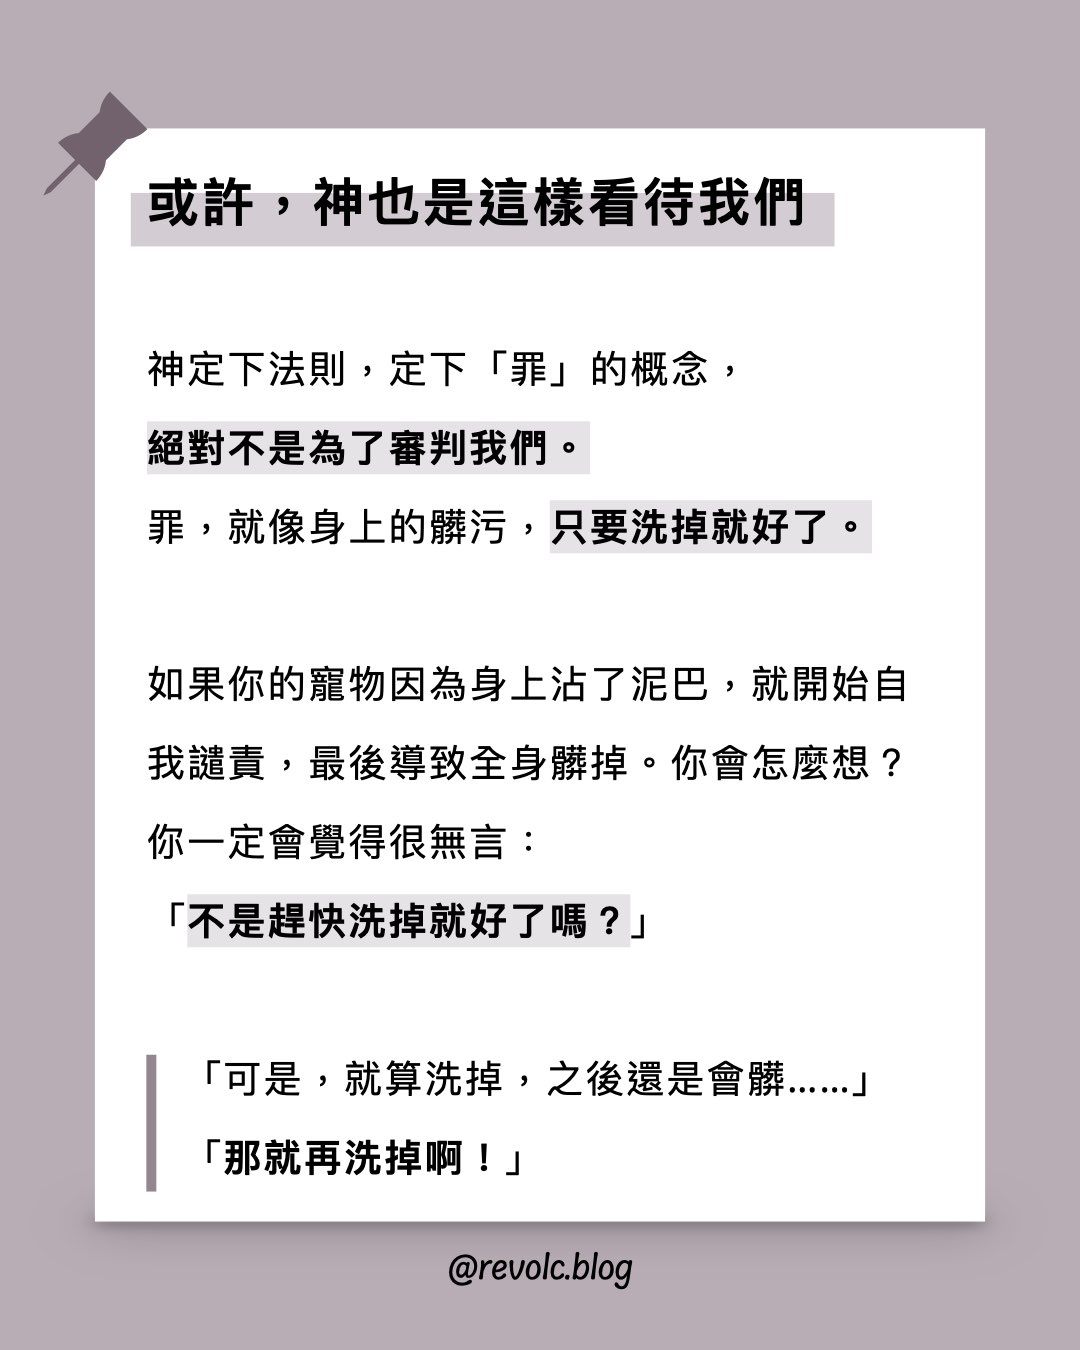 或許，神也是這樣看待我們
神定下法則，定下「罪」的概念，
絕對不是為了審判我們。
罪，就像身上的髒污，只要洗掉就好了。
如果你的寵物因為身上沾了泥巴，就開始自
我譴責，最後導致全身髒掉。你會怎麼想？
你一定會覺得很無言：
「不是趕快洗掉就好了嗎？」
「可是，就算洗掉，之後還是會髒……」
「那就再洗掉啊！」
@revolc.blog